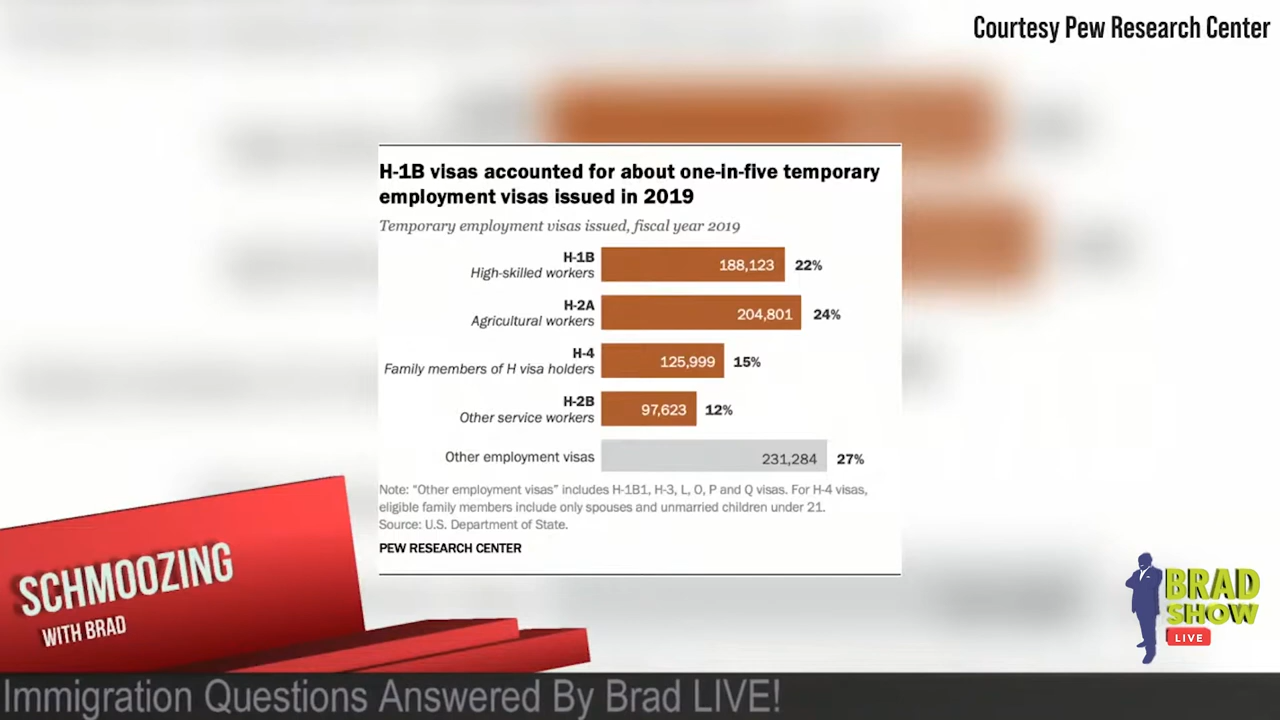 Courtesy Pew Research Center
H-1B visas accounted for about one-in-five temporary
employment visas issued in 2019
Temporary employment visas issued, fiscal year 2019
H-1B
High-skilled workers
188,123
22%
H-2A
Agricultural workers
204,801
24%
H-4
Family members of H visa holders
125,999
15%
H-2B
Other service workers
97,623
12%
Other employment visas
231,284
27%
Note: “Other employment visas” includes H-1B1, H-3, L, O, P and Q visas. For H-4 visas,
eligible family members include only spouses and unmarried children under 21.
Source: U.S. Department of State.
PEW RESEARCH CENTER
SCHMOOZING
WITH BRAD
BRAD
SHOW
LIVE
Immigration Questions Answered By Brad LIVE!